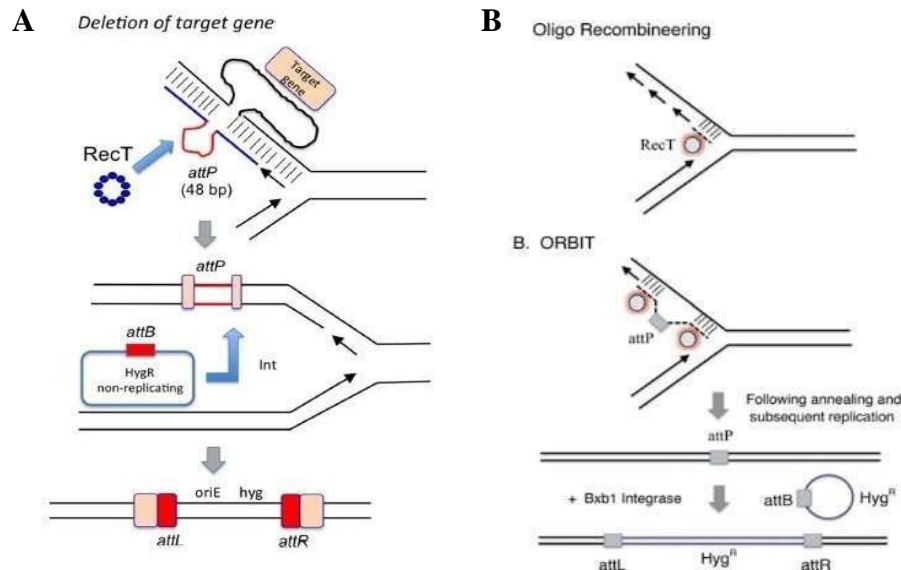 A
Deletion of target gene
Target
gene
RecT
attP
(48 bp)
attP
attB
HygR
non-replicating
Int
oriE hyg
attL attR
B
Oligo Recombineering
RecT
B. ORBIT
attP
Following annealing and
subsequent replication
attP
+ Bxb1 Integrase
attB
Hygᴿ
Hygᴿ
attL attR